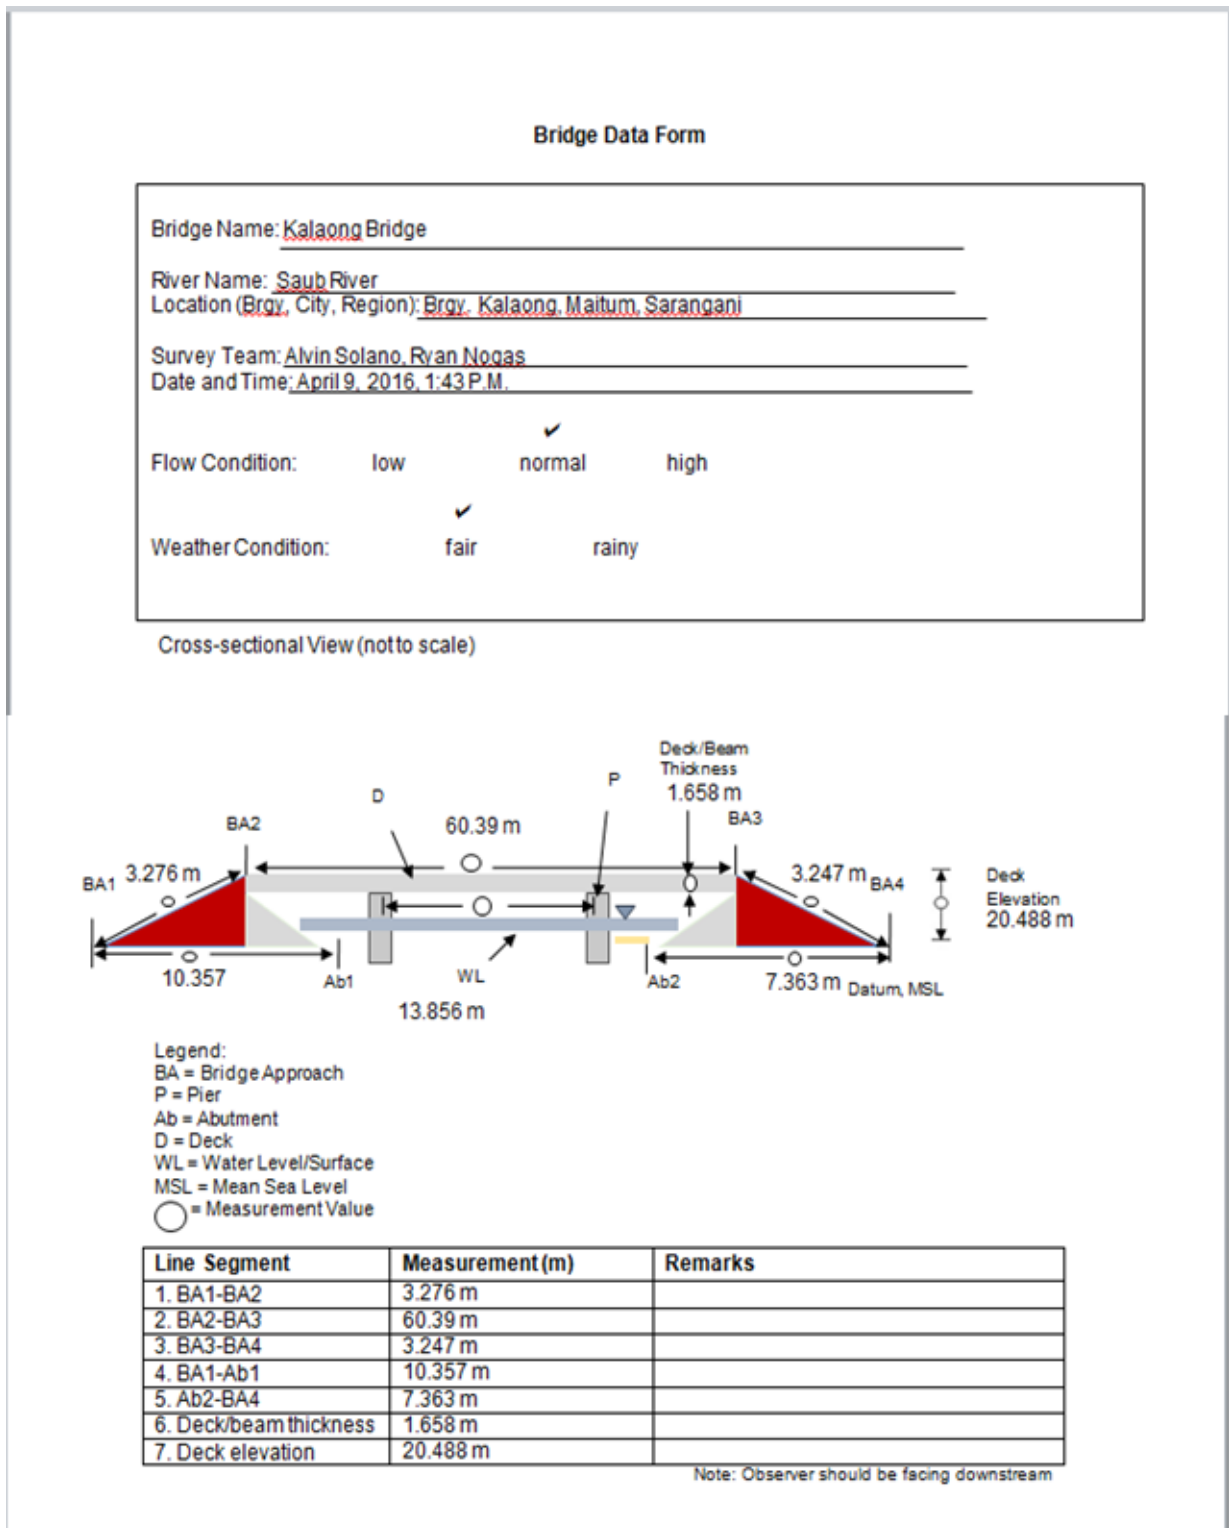 Bridge Data Form
Bridge Name: Kalaong Bridge
River Name: Saub River
Location (Brgy, City, Region): Brgy. Kalaong, Maitum, Sarangani
Survey Team: Alvin Solano, Ryan Nogas
Date and Time: April 9, 2016, 1:43 P.M.
✔
Flow Condition: low normal high
✔
Weather Condition: fair rainy
Cross-sectional View (not to scale)
Deck/Beam
Thickness
1.658 m
P
D
BA2
60.39 m
BA3
BA1
3.276 m
3.247 m
BA4
Deck
Elevation
20.488 m
10.357
Ab1
WL
13.856 m
Ab2
7.363 m
Datum, MSL
Legend:
BA = Bridge Approach
P = Pier
Ab = Abutment
D = Deck
WL = Water Level/Surface
MSL = Mean Sea Level
= Measurement Value
Line Segment Measurement (m) Remarks
1. BA1-BA2 3.276 m
2. BA2-BA3 60.39 m
3. BA3-BA4 3.247 m
4. BA1-Ab1 10.357 m
5. Ab2-BA4 7.363 m
6. Deck/beam thickness 1.658 m
7. Deck elevation 20.488 m
Note: Observer should be facing downstream